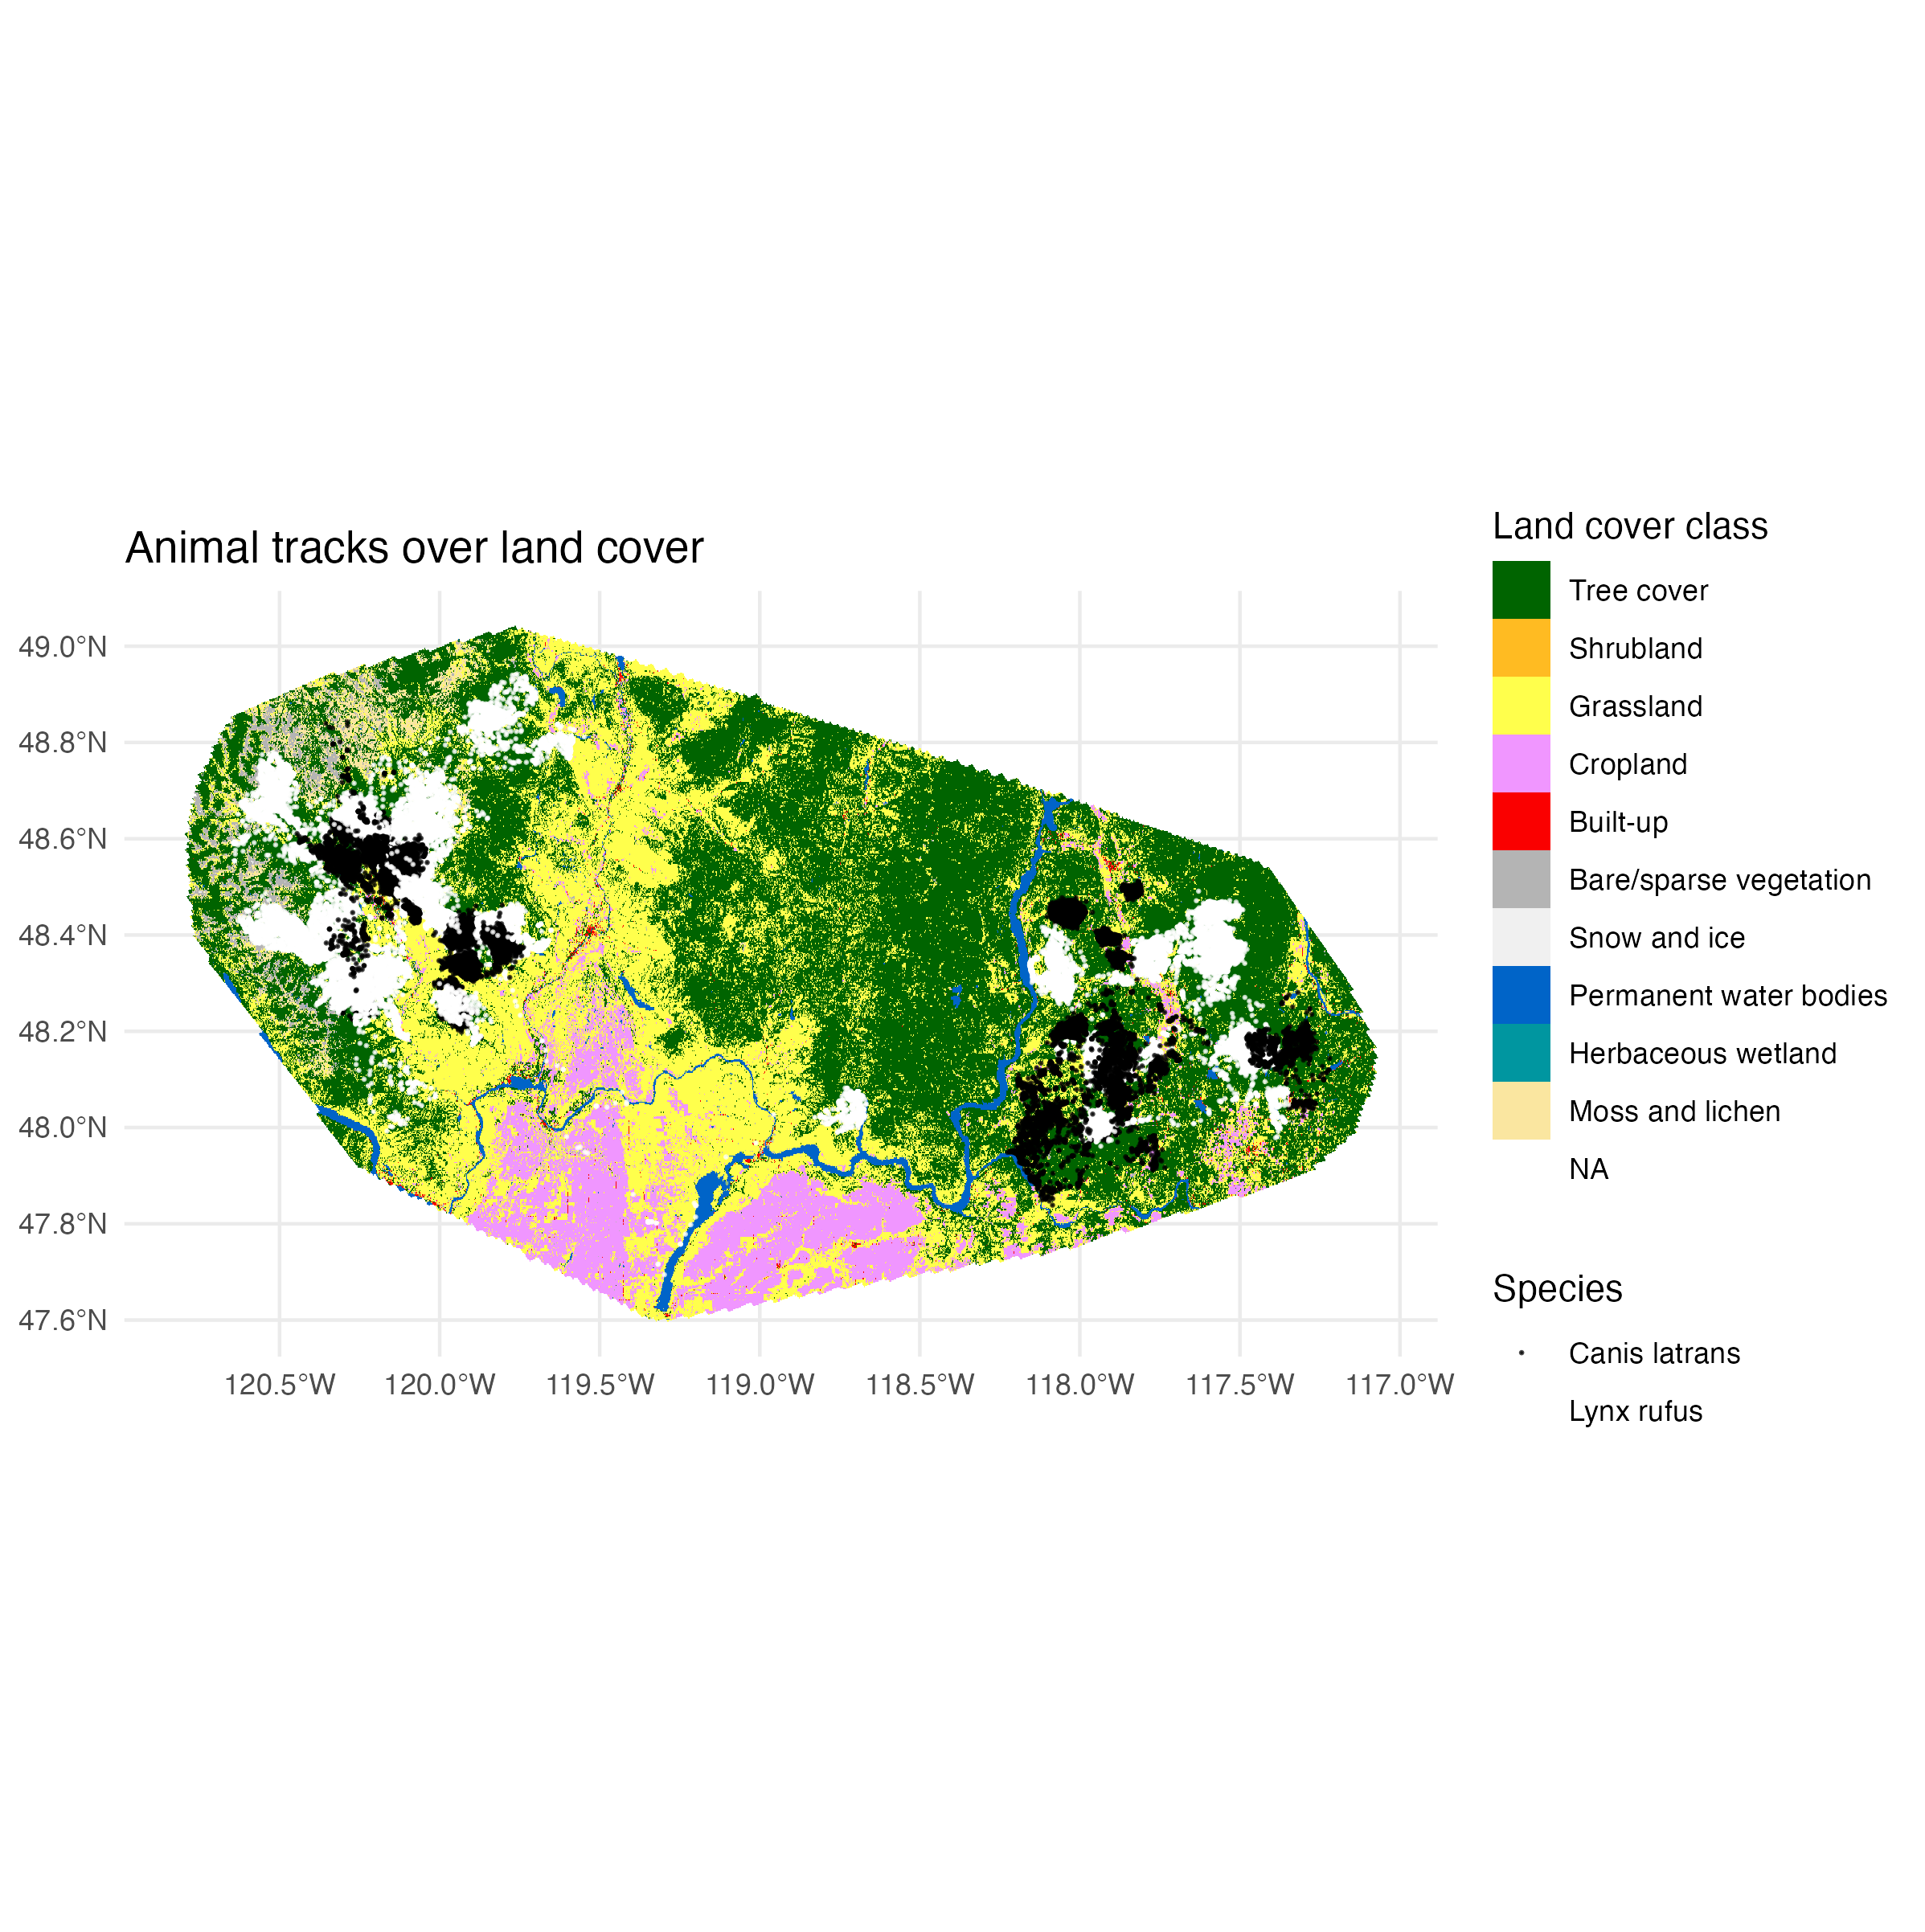 Animal tracks over land cover
49.0°N
48.8°N
48.6°N
48.4°N
48.2°N
48.0°N
47.8°N
47.6°N
120.5°W 120.0°W 119.5°W 119.0°W 118.5°W 118.0°W 117.5°W 117.0°W
Land cover class
Tree cover
Shrubland
Grassland
Cropland
Built-up
Bare/sparse vegetation
Snow and ice
Permanent water bodies
Herbaceous wetland
Moss and lichen
NA
Species
Canis latrans
Lynx rufus